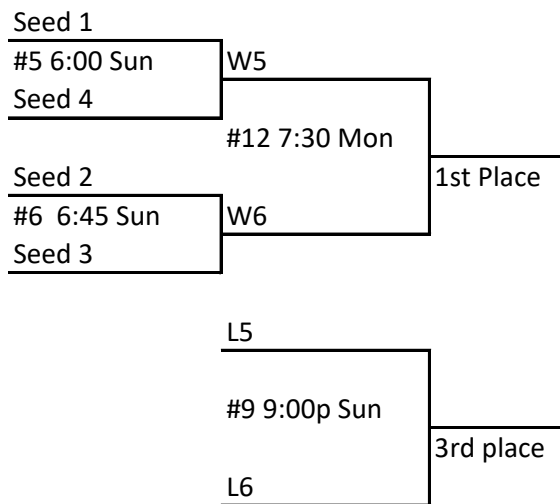 Seed 1
#5 6:00 Sun
W5
Seed 4
#12 7:30 Mon
Seed 2
1st Place
#6  6:45 Sun
W6
Seed 3
L5
#9 9:00p Sun
3rd place
L6